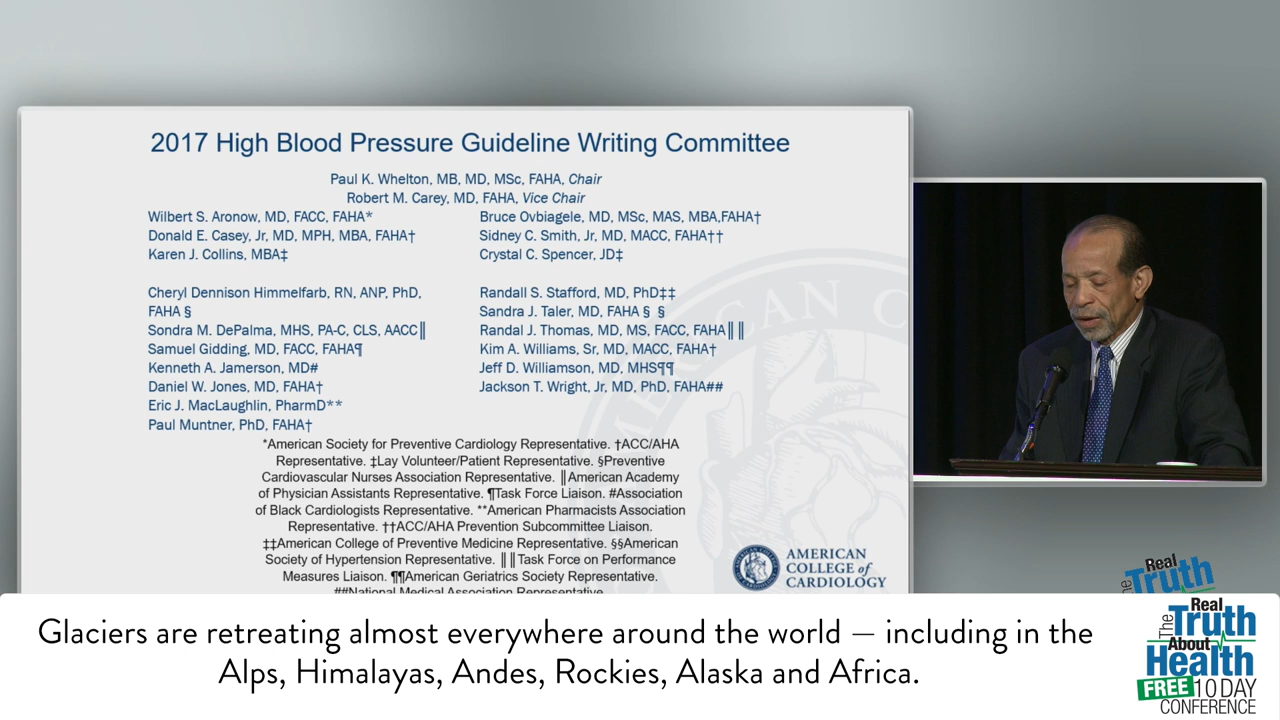 2017 High Blood Pressure Guideline Writing Committee
Paul K. Whelton, MB, MD, MSc, FAHA, Chair
Robert M. Carey, MD, FAHA, Vice Chair
Wilbert S. Aronow, MD, FACC, FAHA*
Donald E. Casey, Jr, MD, MPH, MBA, FAHA†
Karen J. Collins, MBA‡
Cheryl Dennison Himmelfarb, RN, ANP, PhD,
FAHA §
Sondra M. DePalma, MHS, PA-C, CLS, AACC‖
Samuel Gidding, MD, FACC, FAHA¶
Kenneth A. Jamerson, MD#
Daniel W. Jones, MD, FAHA†
Eric J. MacLaughlin, PharmD**
Paul Muntner, PhD, FAHA†
Bruce Ovbiagele, MD, MSc, MAS, MBA,FAHA†
Sidney C. Smith, Jr, MD, MACC, FAHA††
Crystal C. Spencer, JD‡
Randall S. Stafford, MD, PhD‡‡
Sandra J. Taler, MD, FAHA § §
Randal J. Thomas, MD, MS, FACC, FAHA‖‖
Kim A. Williams, Sr, MD, MACC, FAHA†
Jeff D. Williamson, MD, MHS¶¶
Jackson T. Wright, Jr, MD, PhD, FAHA##
*American Society for Preventive Cardiology Representative. †ACC/AHA
Representative. ‡Lay Volunteer/Patient Representative. §Preventive
Cardiovascular Nurses Association Representative. ‖American Academy
of Physician Assistants Representative. ¶Task Force Liaison. #Association
of Black Cardiologists Representative. **American Pharmacists Association
Representative. ††ACC/AHA Prevention Subcommittee Liaison.
‡‡American College of Preventive Medicine Representative. §§American
Society of Hypertension Representative. ‖‖Task Force on Performance
Measures Liaison. ¶¶American Geriatrics Society Representative.
##National Medical Association Representative.
AMERICAN
COLLEGE of
CARDIOLOGY
The Real
Truth
Glaciers are retreating almost everywhere around the world — including in the
Alps, Himalayas, Andes, Rockies, Alaska and Africa.
The Real
Truth
About
Health
FREE 10 DAY
CONFERENCE